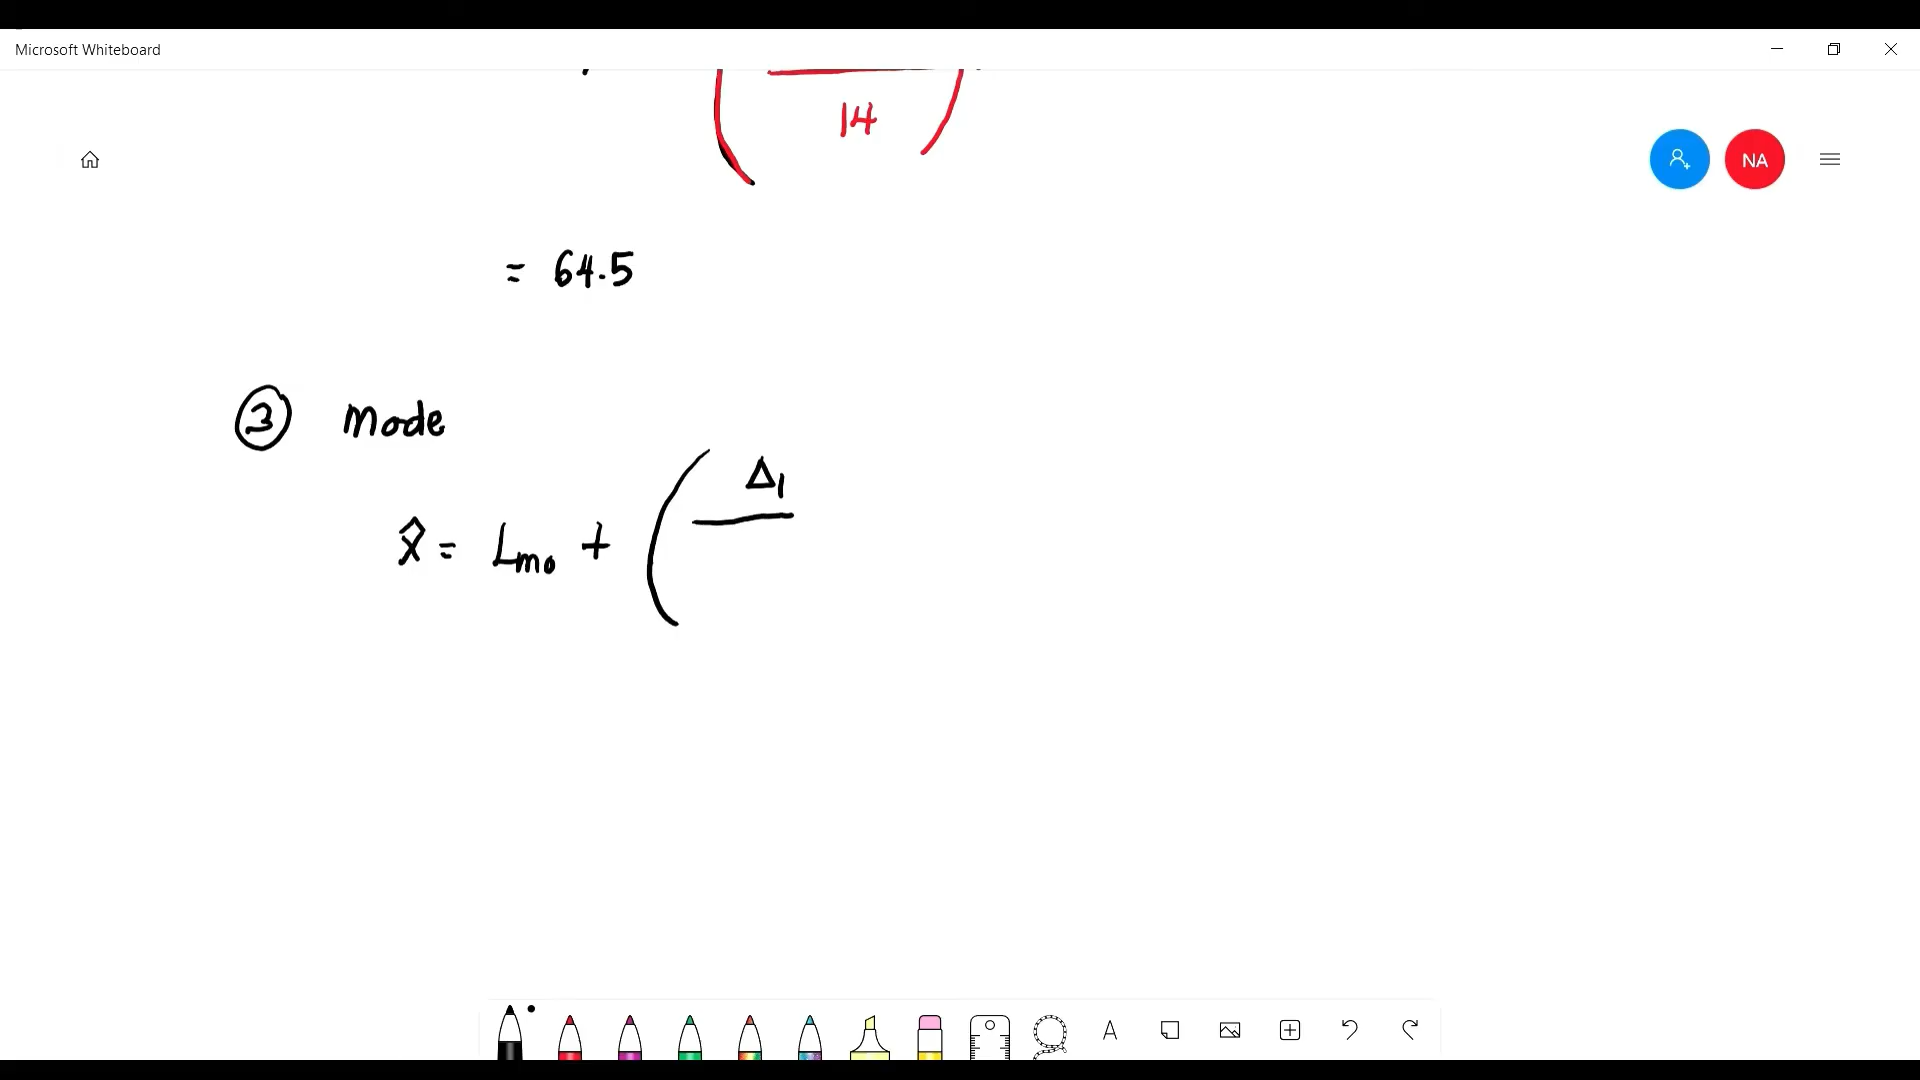 Microsoft Whiteboard
14
NA
= 64.5
③ Mode
x̂ = Lmo + ( Δ1
A